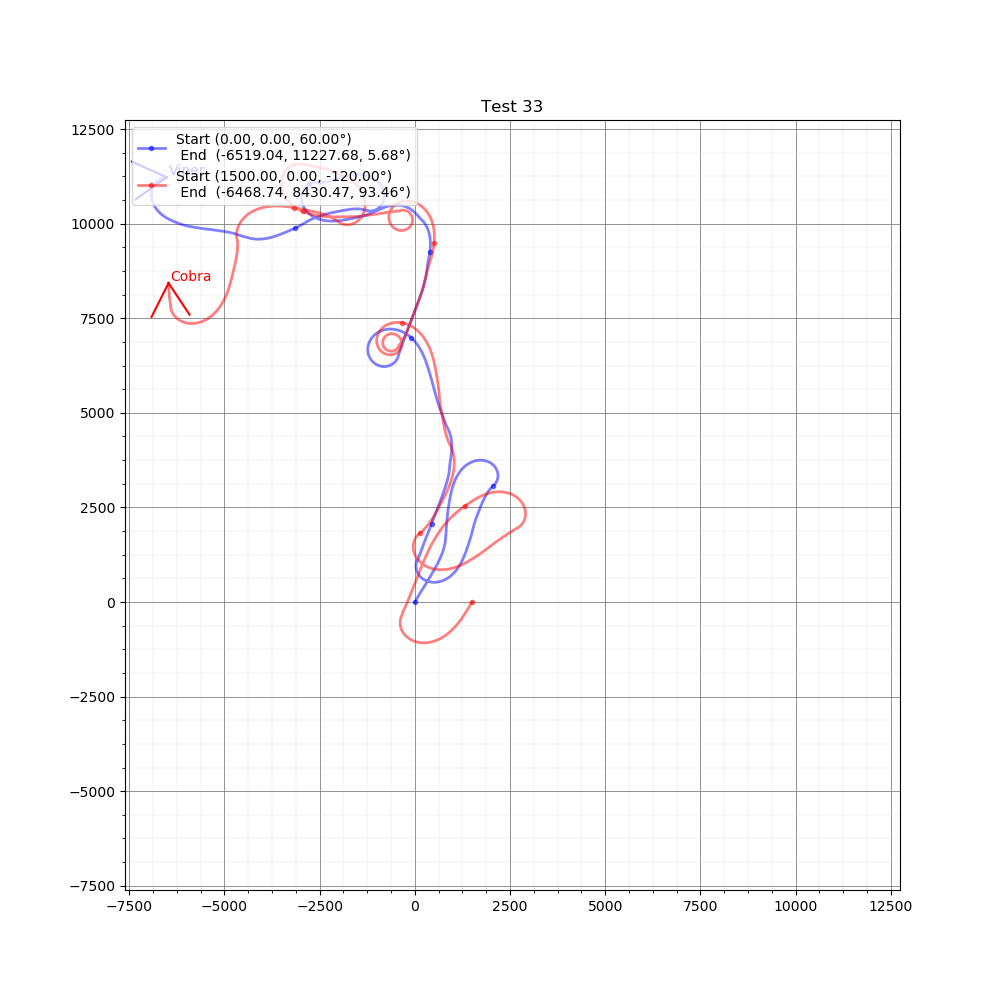 Test 33
Start (0.00, 0.00, 60.00°)
End (-6519.04, 11227.68, 5.68°)
Viper
Start (1500.00, 0.00, -120.00°)
End (-6468.74, 8430.47, 93.46°)
Cobra
12500
10000
7500
5000
2500
0
−2500
−5000
−7500
−7500 −5000 −2500 0 2500 5000 7500 10000 12500